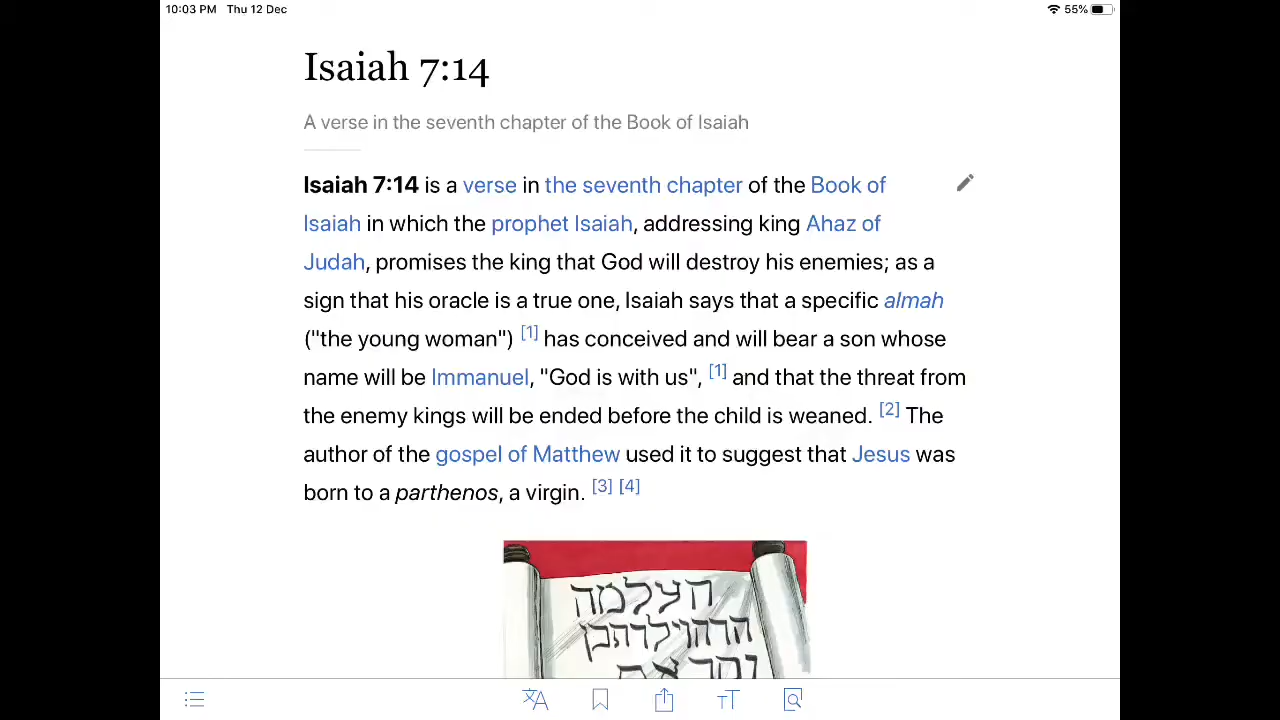 10:03 PM Thu 12 Dec
55%
Isaiah 7:14
A verse in the seventh chapter of the Book of Isaiah
Isaiah 7:14 is a verse in the seventh chapter of the Book of
Isaiah in which the prophet Isaiah, addressing king Ahaz of
Judah, promises the king that God will destroy his enemies; as a
sign that his oracle is a true one, Isaiah says that a specific almah
("the young woman") [1] has conceived and will bear a son whose
name will be Immanuel, "God is with us", [1] and that the threat from
the enemy kings will be ended before the child is weaned. [2] The
author of the gospel of Matthew used it to suggest that Jesus was
born to a parthenos, a virgin. [3] [4]
העלמה